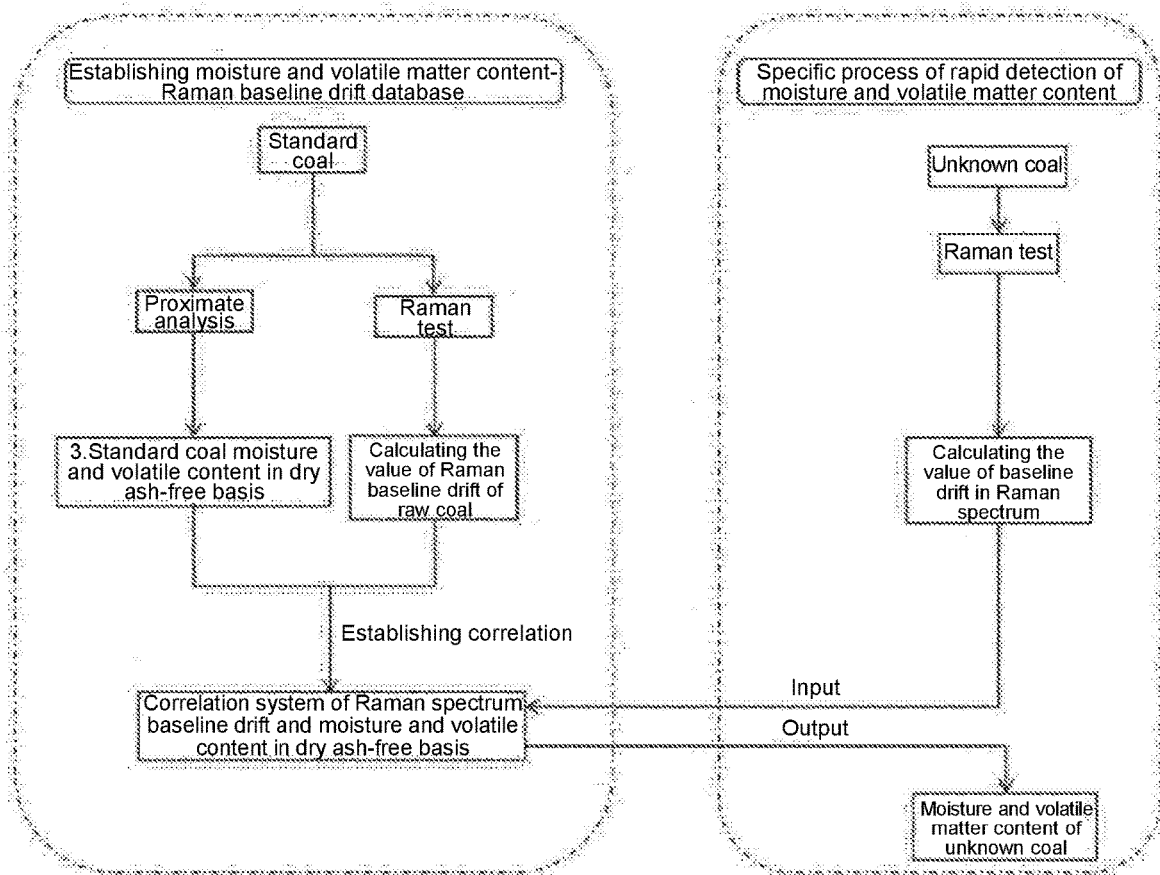 Establishing moisture and volatile matter content-
Raman baseline drift database
Standard
coal
Proximate
analysis
Raman
test
3.Standard coal moisture
and volatile content in dry
ash-free basis
Calculating the
value of Raman
baseline drift of
raw coal
Establishing correlation
Correlation system of Raman spectrum
baseline drift and moisture and volatile
content in dry ash-free basis
Specific process of rapid detection of
moisture and volatile matter content
Unknown coal
Raman test
Calculating the
value of baseline
drift in Raman
spectrum
Input
Output
Moisture and volatile
matter content of
unknown coal